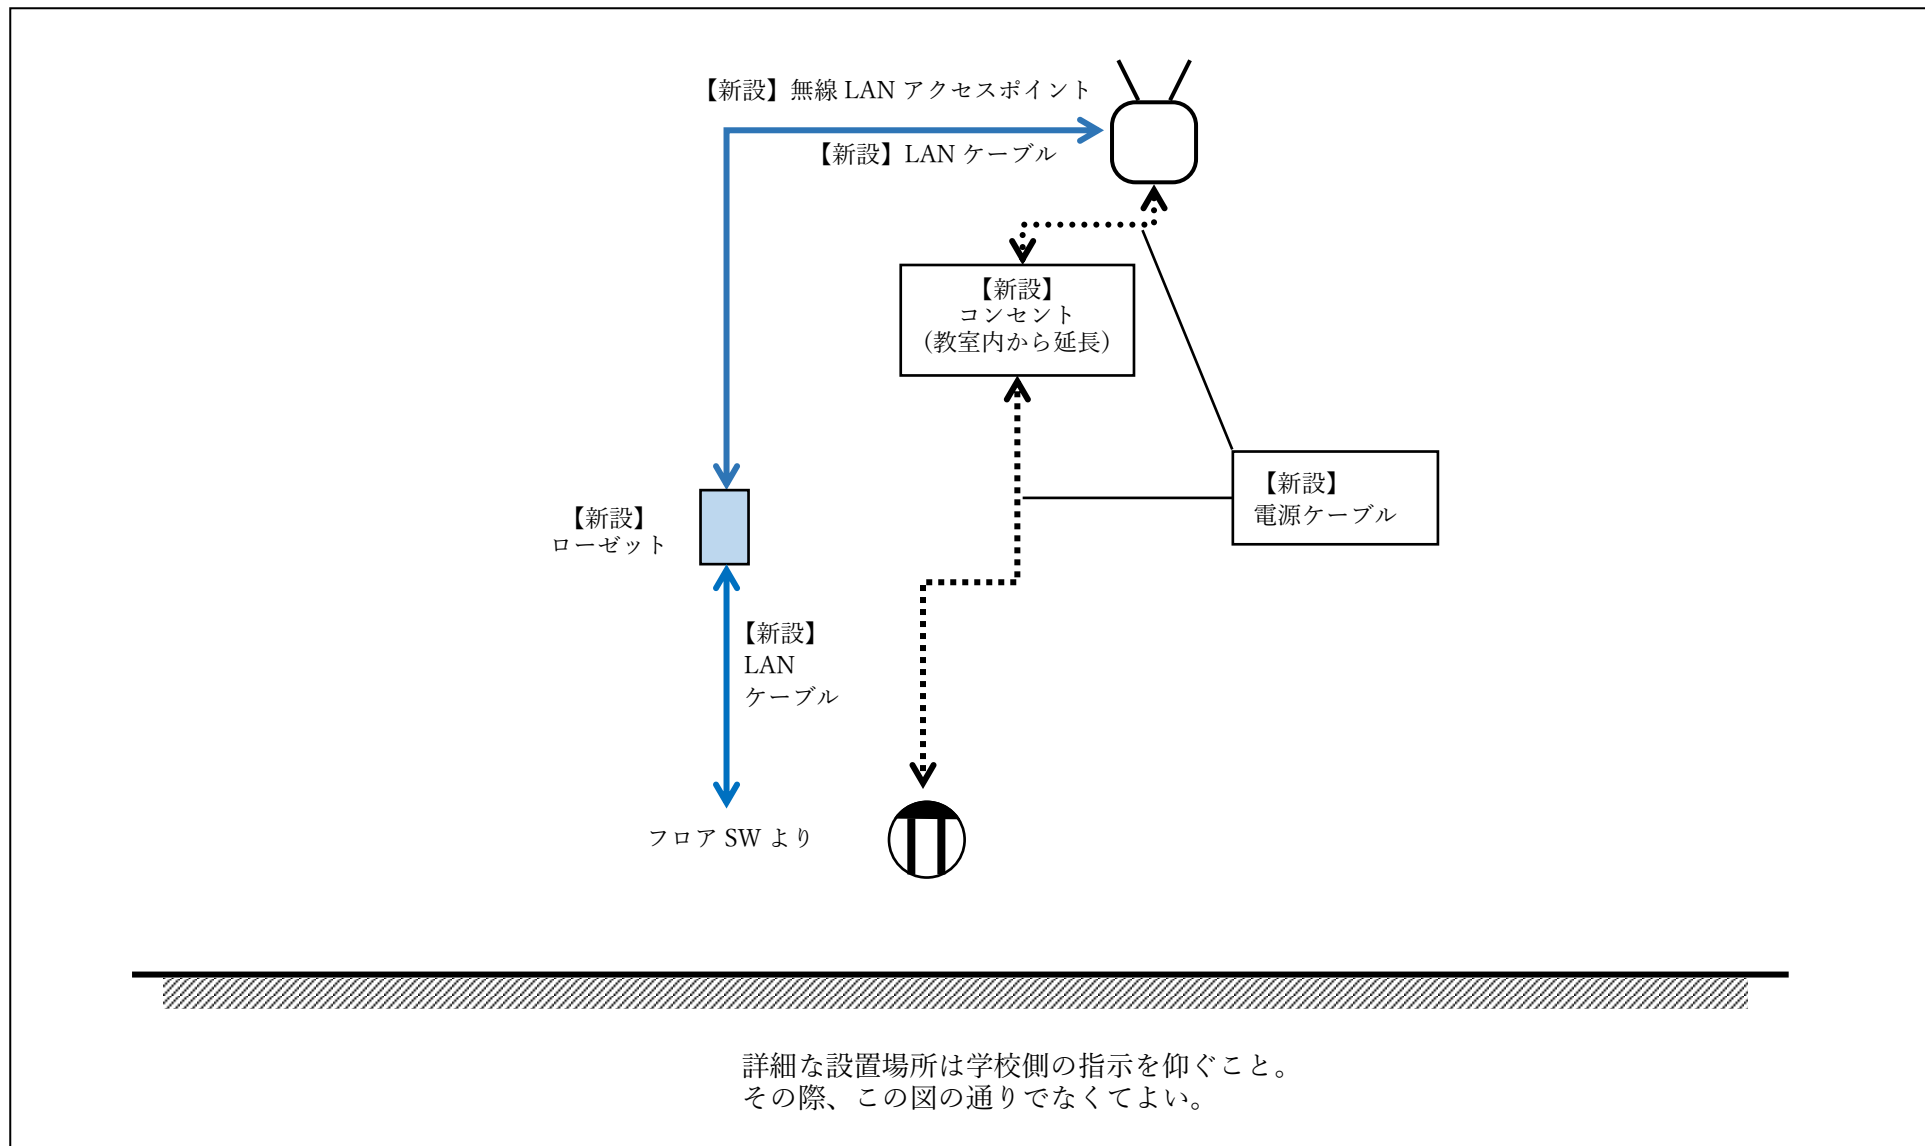 【新設】無線 LAN アクセスポイント
【新設】LAN ケーブル
【新設】
コンセント
（教室内から延長）
【新設】
電源ケーブル
【新設】
ローゼット
【新設】
LAN
ケーブル
フロア SW より
詳細な設置場所は学校側の指示を仰ぐこと。
その際、この図の通りでなくてよい。